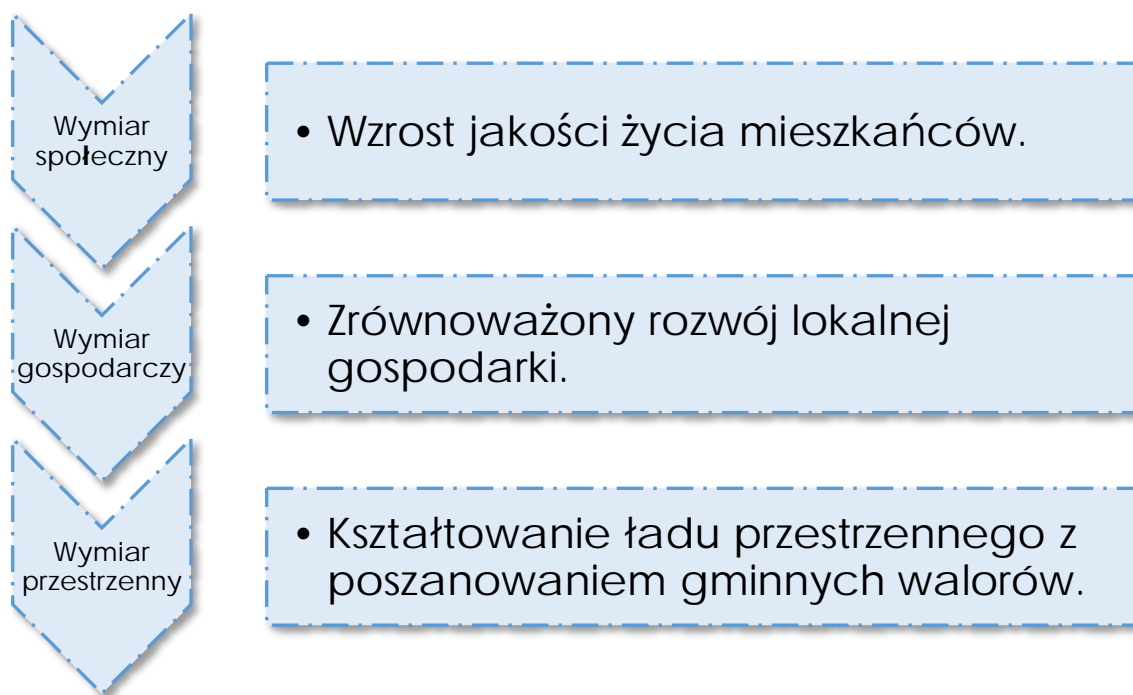 Wymiar
społeczny
• Wzrost jakości życia mieszkańców.
Wymiar
gospodarczy
• Zrównoważony rozwój lokalnej
gospodarki.
Wymiar
przestrzenny
• Kształtowanie ładu przestrzennego z
poszanowaniem gminnych walorów.